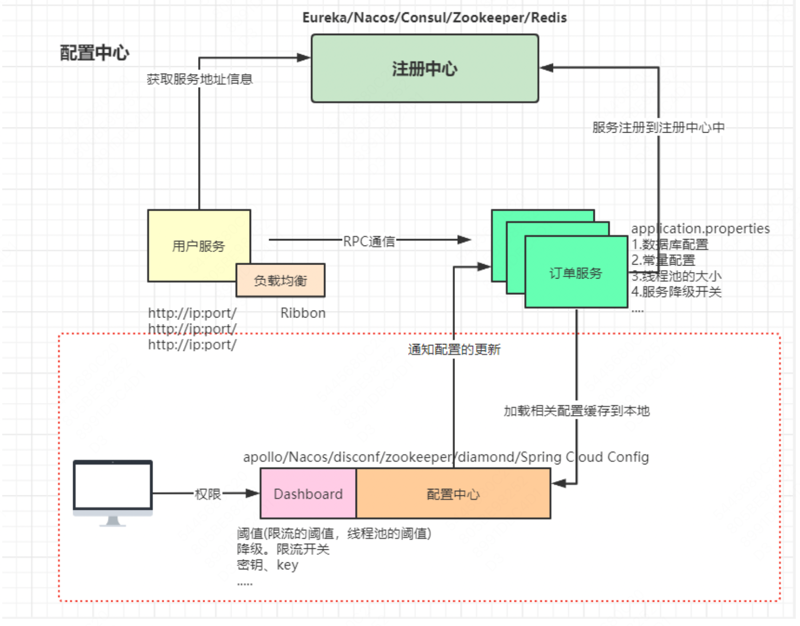 Eureka/Nacos/Consul/Zookeeper/Redis
配置中心
注册中心
获取服务地址信息
服务注册到注册中心中
用户服务
RPC通信
负载均衡
订单服务
application.properties
1.数据库配置
2.常量配置
3.线程池的大小
4.服务降级开关
....
http://ip:port/
http://ip:port/
http://ip:port/
Ribbon
通知配置的更新
加载相关配置缓存到本地
apollo/Nacos/disconf/zookeeper/diamond/Spring Cloud Config
权限
Dashboard
配置中心
阈值(限流的阈值，线程池的阈值)
降级。限流开关
密钥、key
.....